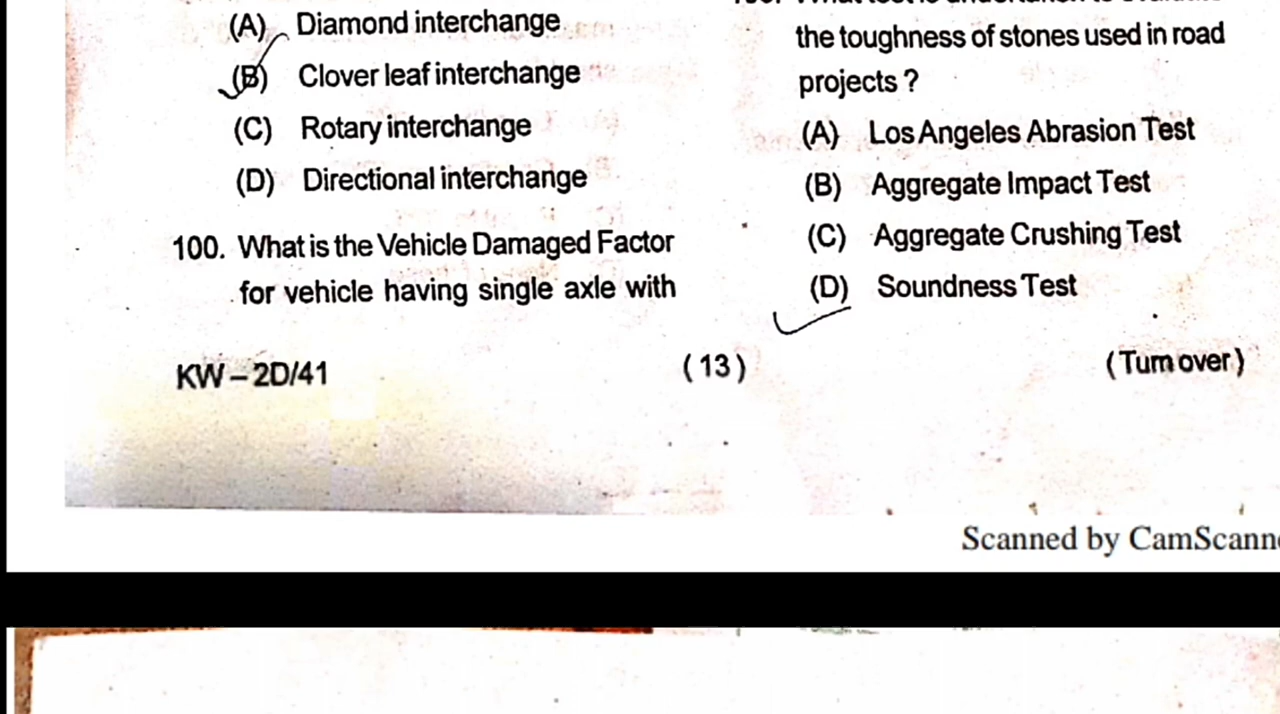 (A) Diamond interchange
(B) Clover leaf interchange
(C) Rotary interchange
(D) Directional interchange
100. What is the Vehicle Damaged Factor
for vehicle having single axle with
the toughness of stones used in road
projects ?
(A) Los Angeles Abrasion Test
(B) Aggregate Impact Test
(C) Aggregate Crushing Test
(D) Soundness Test
KW – 2D/41
( 13 )
( Turn over )
Scanned by CamScann